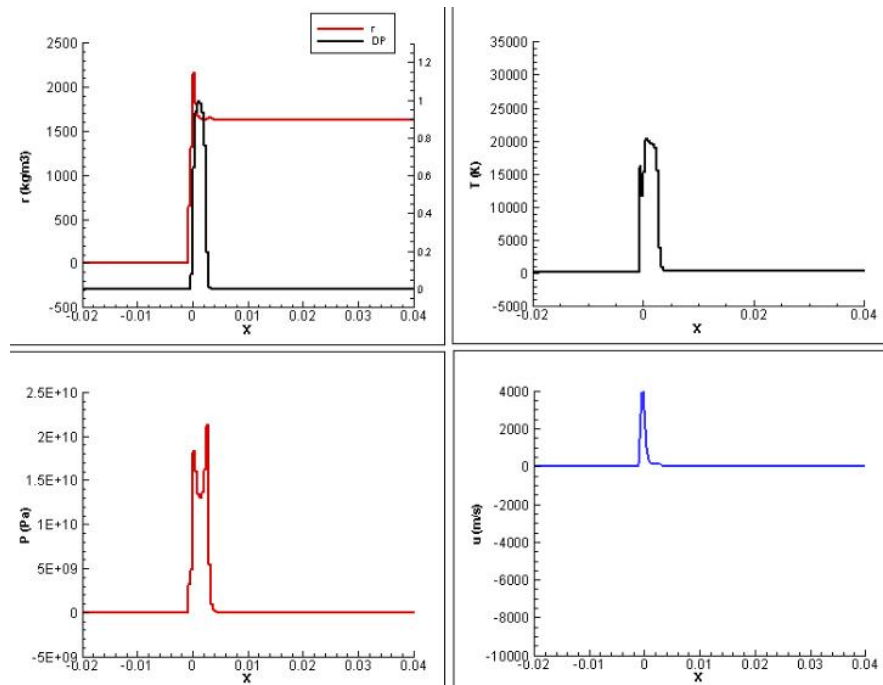 r
DP
r (kg/m3)
2500
2000
1500
1000
500
0
-500
1.2
1
0.8
0.6
0.4
0.2
0
-0.02 -0.01 0 0.01 0.02 0.03 0.04
X
T (K)
35000
30000
25000
20000
15000
10000
5000
0
-5000
-0.02 0 0.02 0.04
X
P (Pa)
2.5E+10
2E+10
1.5E+10
1E+10
5E+09
0
-5E+09
-0.02 -0.01 0 0.01 0.02 0.03 0.04
X
u (m/s)
4000
2000
0
-2000
-4000
-6000
-8000
-10000
-0.02 -0.01 0 0.01 0.02 0.03 0.04
X